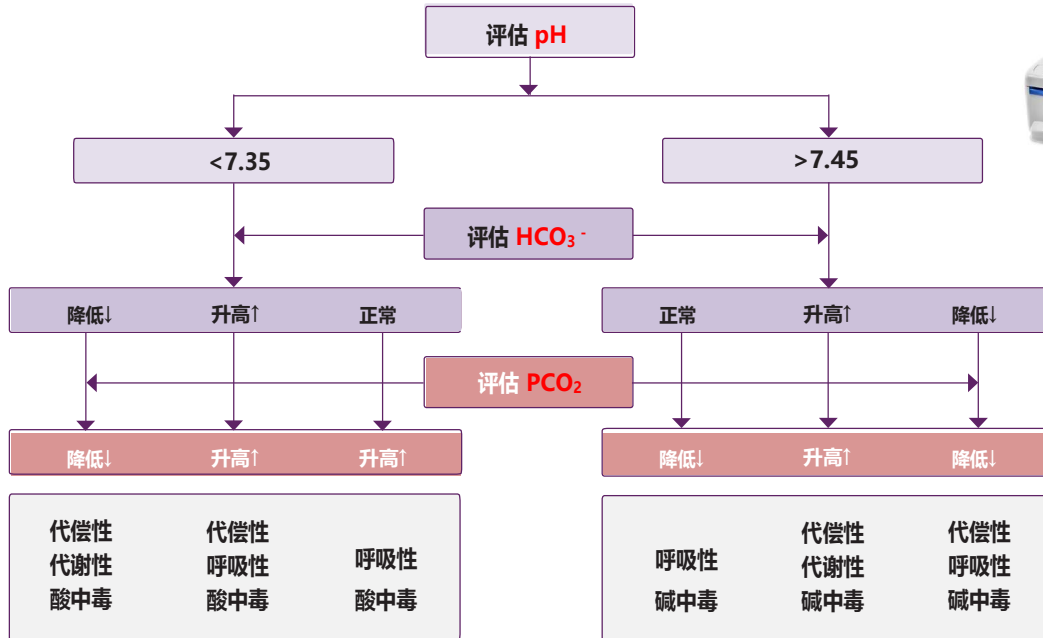 评估 pH
<7.35
>7.45
评估 HCO₃⁻
降低↓ 升高↑ 正常
正常 升高↑ 降低↓
评估 PCO₂
降低↓ 升高↑ 升高↑
降低↓ 升高↑ 降低↓
代偿性
代谢性
酸中毒
代偿性
呼吸性
酸中毒
呼吸性
酸中毒
呼吸性
碱中毒
代偿性
代谢性
碱中毒
代偿性
呼吸性
碱中毒